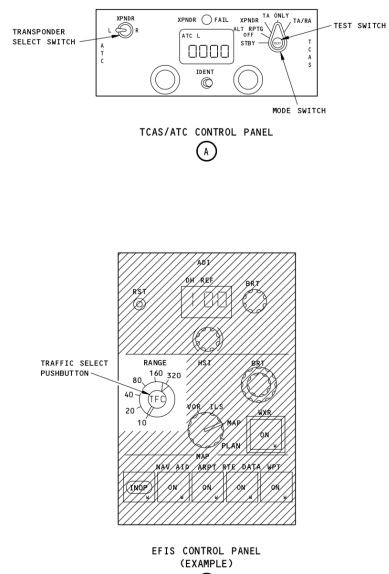 XPNDR
XPNDR FAIL
XPNDR
TA ONLY
TA/RA
ALT RPTG
OFF
STBY
TEST
TEST SWITCH
TRANSPONDER
SELECT SWITCH
L R
ATC
ATC L
0000
TCAS
IDENT
MODE SWITCH
TCAS/ATC CONTROL PANEL
A
ADI
DH REF
RST
100
BRT
TRAFFIC SELECT
PUSHBUTTON
RANGE
HSI
BRT
10 20 40 80 160 320
TFC
VOR ILS
MAP
PLAN
WXR
ON
MAP
NAV AID ARPT RTE DATA WPT
INOP ON ON ON ON
EFIS CONTROL PANEL
(EXAMPLE)